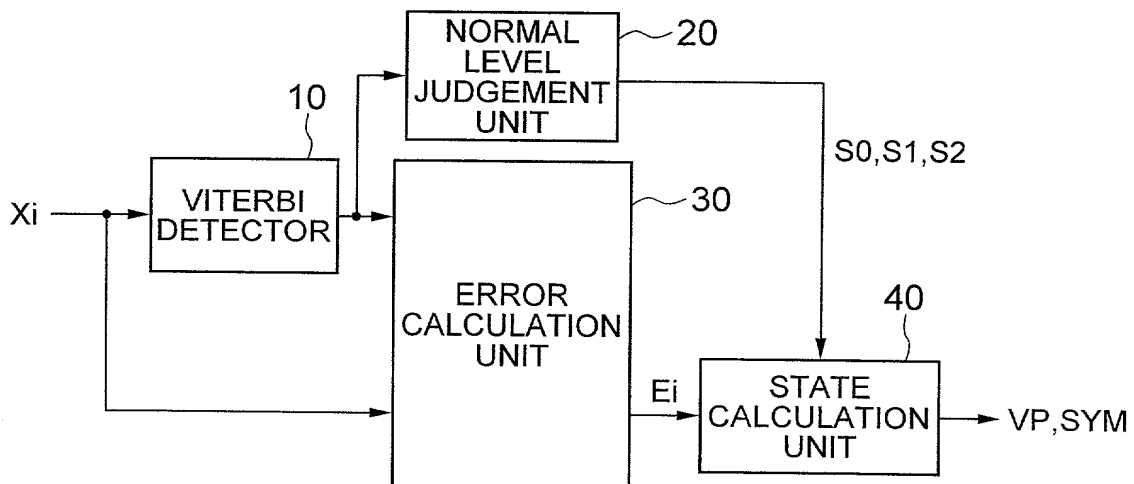 NORMAL
LEVEL
JUDGEMENT
UNIT
20
10
S0,S1,S2
Xi
VITERBI
DETECTOR
30
ERROR
CALCULATION
UNIT
40
Ei
STATE
CALCULATION
UNIT
VP,SYM